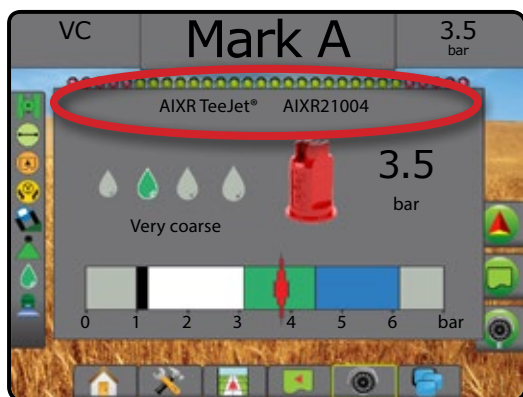 VC Mark A 3.5
bar
AIXR TeeJet® AIXR21004
3.5
bar
Very coarse
0 1 2 3 4 5 6 bar